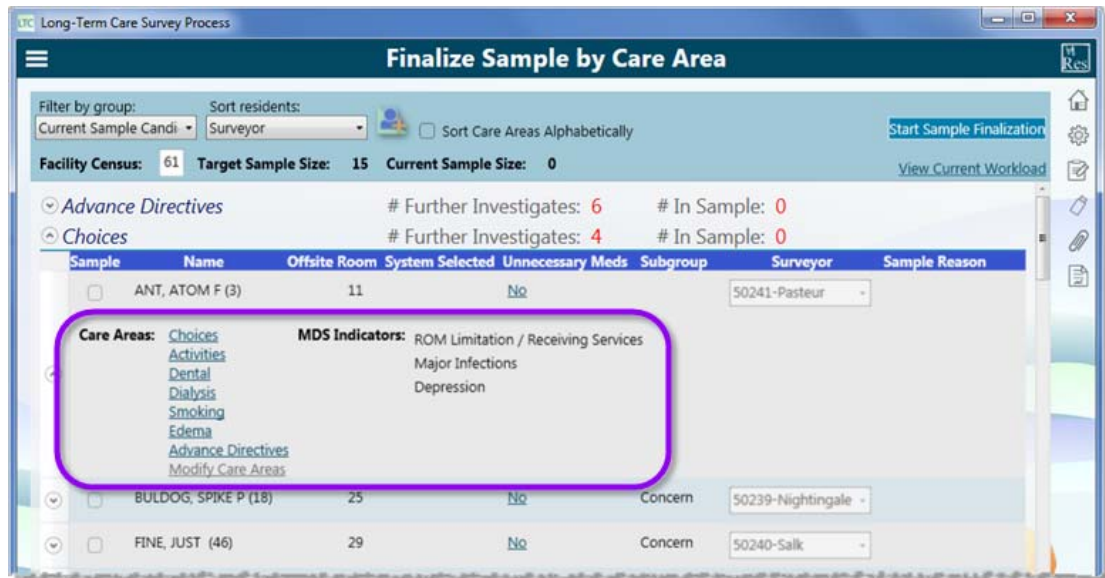 LTC Long-Term Care Survey Process
Finalize Sample by Care Area
Res
Filter by group: Sort residents:
Current Sample Candi Surveyor Sort Care Areas Alphabetically Start Sample Finalization
Facility Census: 61 Target Sample Size: 15 Current Sample Size: 0 View Current Workload
Advance Directives # Further Investigates: 6 # In Sample: 0
Choices # Further Investigates: 4 # In Sample: 0
Sample Name Offsite Room System Selected Unnecessary Meds Subgroup Surveyor Sample Reason
ANT, ATOM F (3) 11 No 50241-Pasteur
Care Areas: Choices MDS Indicators: ROM Limitation / Receiving Services
Activities Major Infections
Dental Depression
Dialysis
Smoking
Edema
Advance Directives
Modify Care Areas
BULDOG, SPIKE P (18) 25 No Concern 50239-Nightingale
FINE, JUST (46) 29 No Concern 50240-Salk